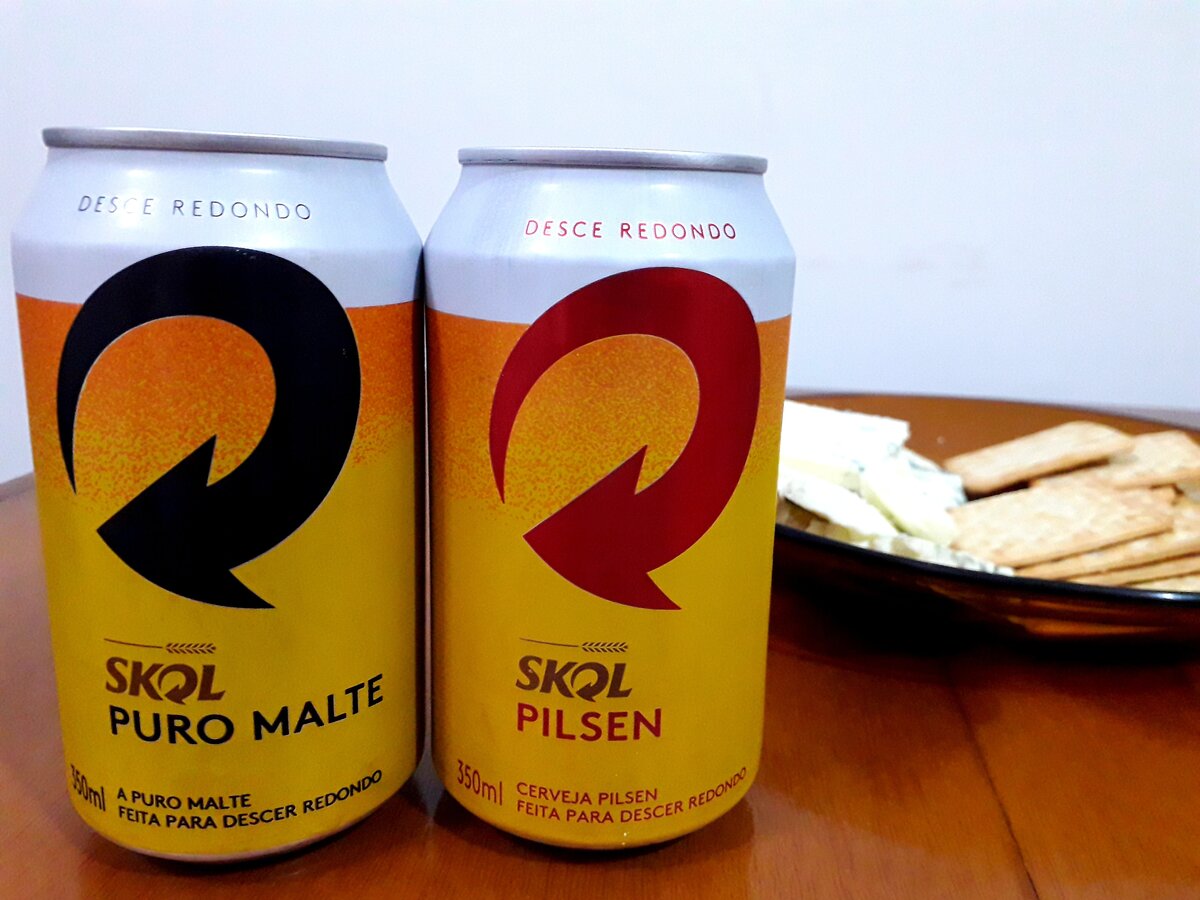 DESCE REDONDO
SKOL
PURO MALTE
350ml
A PURO MALTE
FEITA PARA DESCER REDONDO
DESCE REDONDO
SKOL
PILSEN
350ml
CERVEJA PILSEN
FEITA PARA DESCER REDONDO